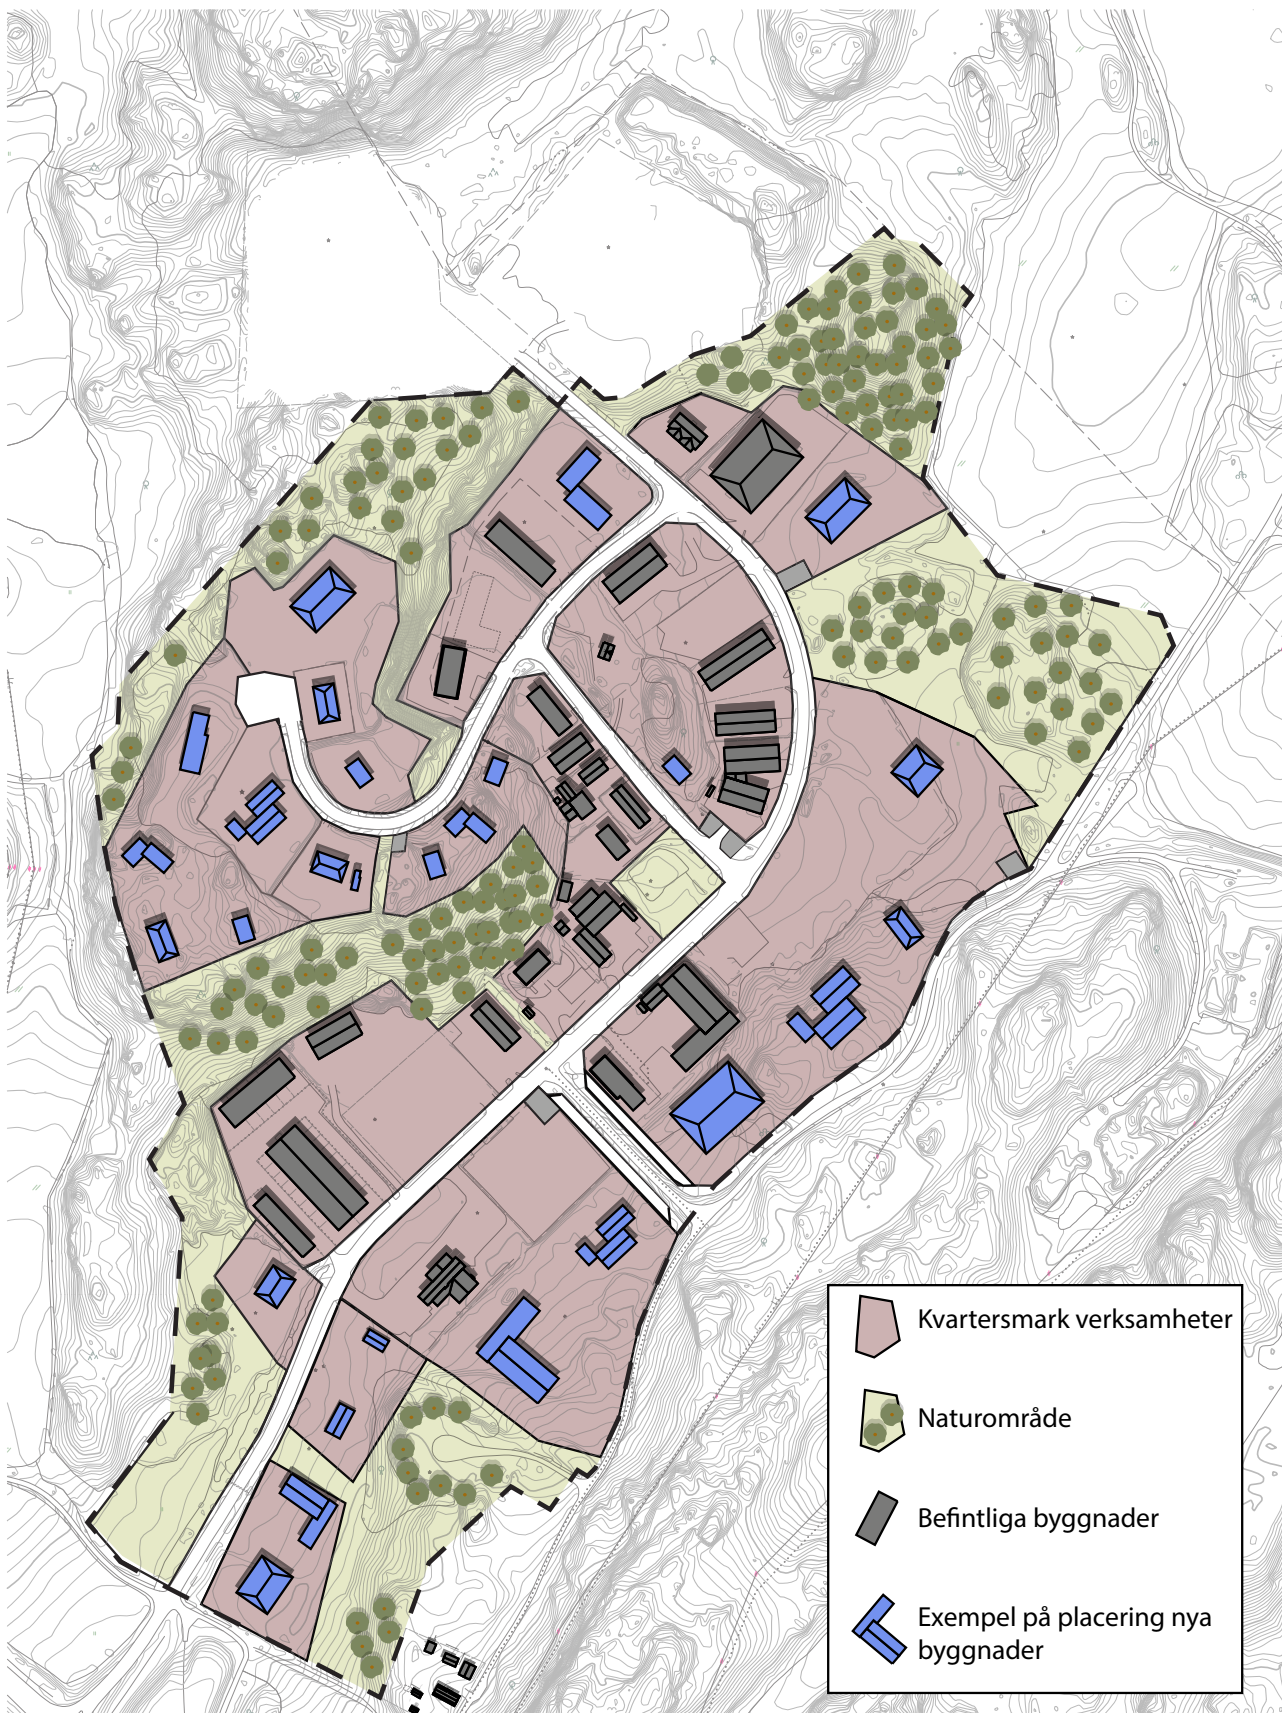 Kvartersmark verksamheter
Naturområde
Befintliga byggnader
Exempel på placering nya
byggnader